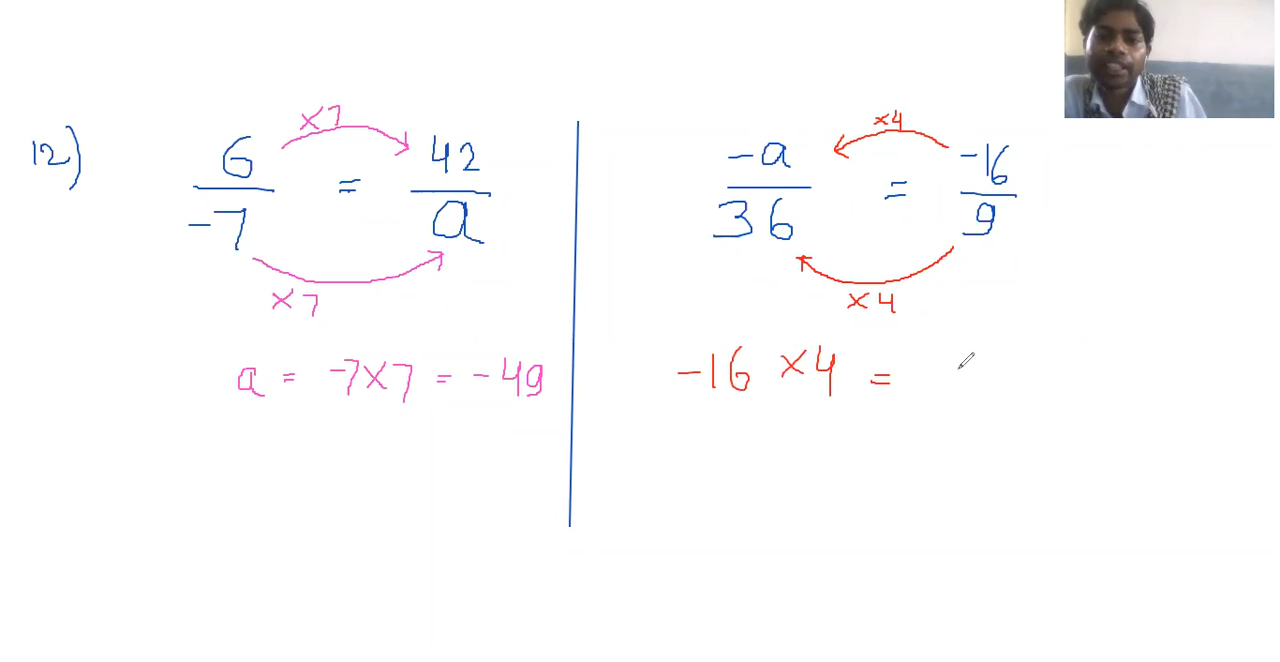 12)
×7
6/-7 = 42/a
×7
a = -7×7 = -49
×4
-a/36 = -16/9
×4
-16 ×4 =